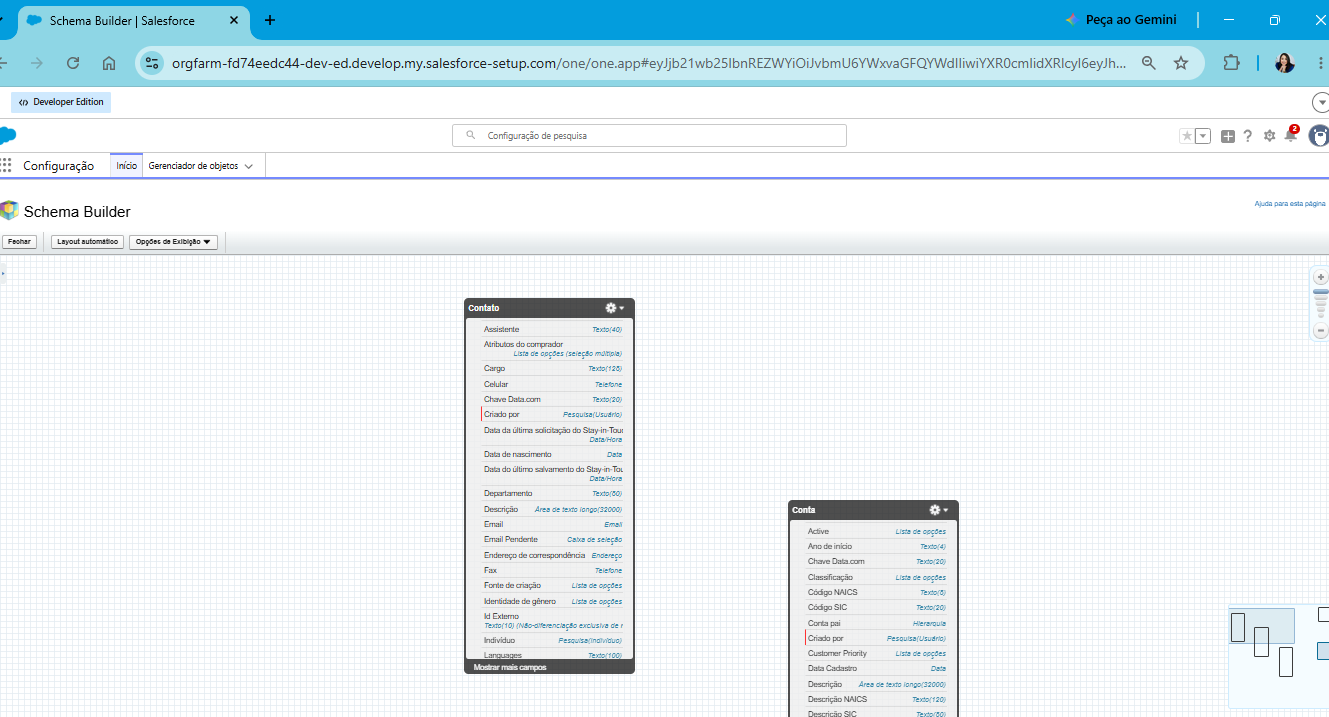 Schema Builder | Salesforce
Peça ao Gemini
orgfarm-fd74eedc44-dev-ed.develop.my.salesforce-setup.com/one/one.app#eyJjb21wb25lbnREZWYiOiJvbmU6YWxvaGFQYWdlIiwiYXR0cmlidXRlcyI6eyJh...
Developer Edition
Configuração de pesquisa
2
Configuração
Início
Gerenciador de objetos
Schema Builder
Ajuda para esta página
Fechar
Layout automático
Opções de Exibição
Contato
Assistente Texto(40)
Atributos do comprador
Lista de opções (seleção múltipla)
Cargo Texto(128)
Celular Telefone
Chave Data.com Texto(20)
Criado por Pesquisa(Usuário)
Data da última solicitação do Stay-in-Touc
Data/Hora
Data de nascimento Data
Data do último salvamento do Stay-in-Tou
Data/Hora
Departamento Texto(80)
Descrição Área de texto longo(32000)
Email Email
Email Pendente Caixa de seleção
Endereço de correspondência Endereço
Fax Telefone
Fonte de criação Lista de opções
Identidade de gênero Lista de opções
Id Externo
Texto(10) (Não-diferenciação exclusiva de r
Indivíduo Pesquisa(Indivíduo)
Languages Texto(100)
Mostrar mais campos
Conta
Active Lista de opções
Ano de início Texto(4)
Chave Data.com Texto(20)
Classificação Lista de opções
Código NAICS Texto(8)
Código SIC Texto(20)
Conta pai Hierarquia
Criado por Pesquisa(Usuário)
Customer Priority Lista de opções
Data Cadastro Data
Descrição Área de texto longo(32000)
Descrição NAICS Texto(120)
Descrição SIC Texto(80)